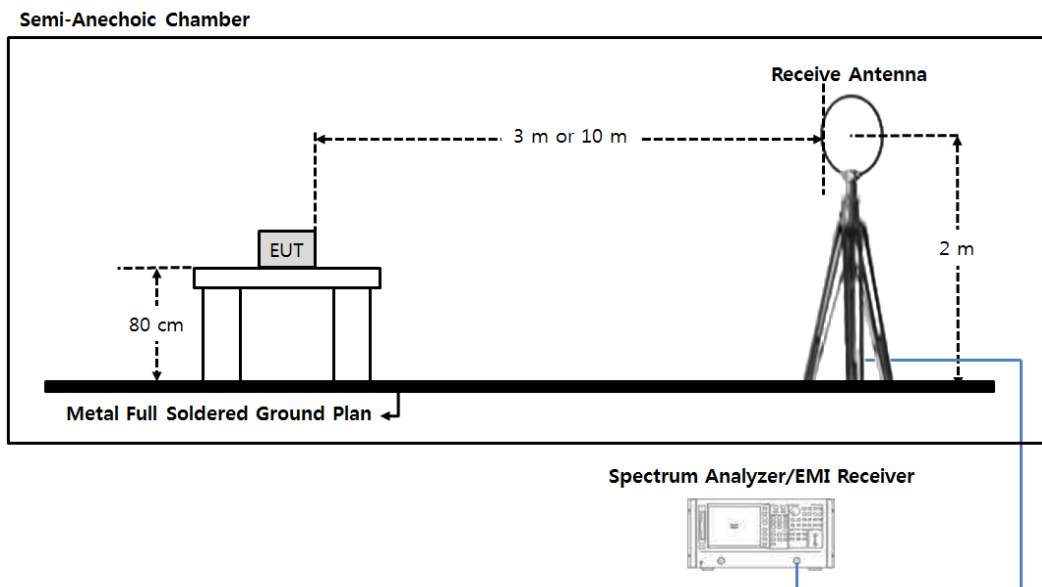 Semi-Anechoic Chamber
Receive Antenna
3 m or 10 m
EUT
2 m
80 cm
Metal Full Soldered Ground Plan
Spectrum Analyzer/EMI Receiver